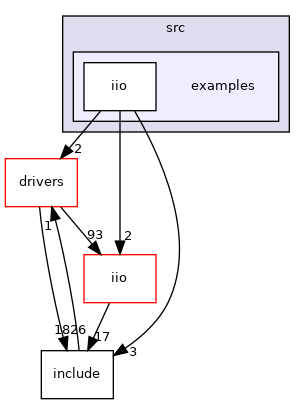 src
iio
examples
2
drivers
93
2
1
iio
1826
17
3
include